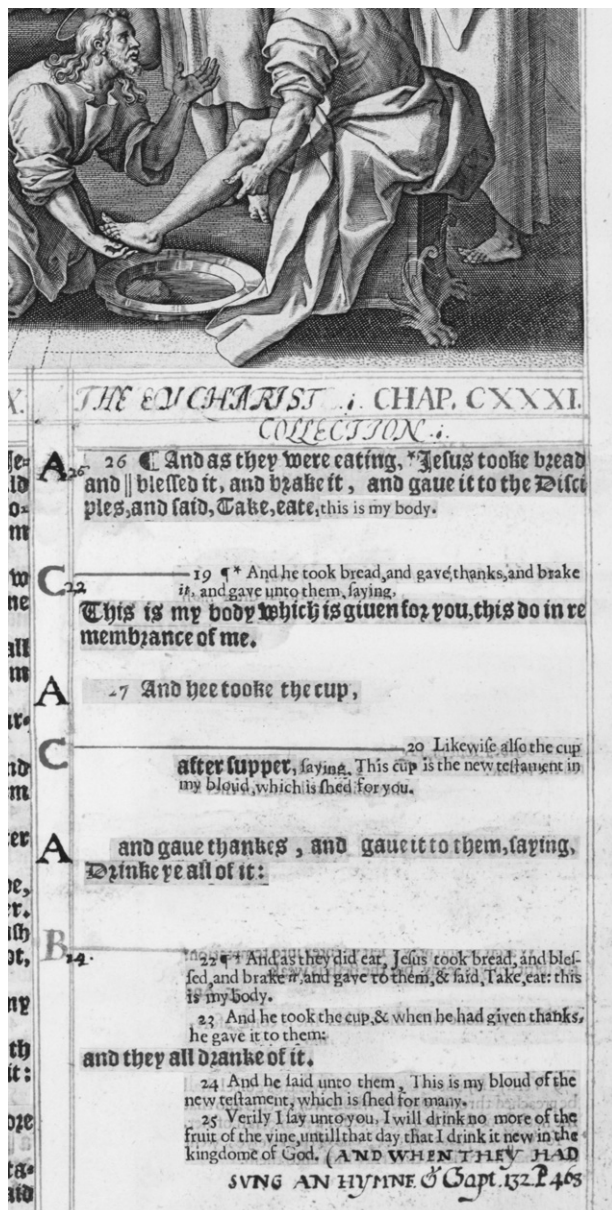 THE EUCHARIST .i. CHAP. CXXXI.
COLLECTION .i.
A 26 26 ¶ And as they were eating, *Jeſus tooke bread
and || bleſſed it, and brake it, and gaue it to the Diſci
ples, and ſaid, Take, eate, this is my body.
C 22 19 ¶* And he took bread, and gave thanks, and brake
it, and gave unto them, ſaying,
This is my body which is giuen for you, this do in re
membrance of me.
A 27 And hee tooke the cup,
C 20 Likewiſe alſo the cup
after ſupper, ſaying, This cup is the new teſtament in
my bloud, which is ſhed for you.
A and gaue thankes , and gaue it to them, ſaying,
Drinke ye all of it:
B 14. 22 ¶* And as they did eat, Jeſus took bread, and bleſ-
ſed, and brake it, and gave to them, & ſaid, Take, eat: this
is my body.
23 And he took the cup, & when he had given thanks,
he gave it to them:
and they all dranke of it.
24 And he ſaid unto them, This is my bloud of the
new teſtament, which is ſhed for many.
25 Verily I ſay unto you, I will drink no more of the
fruit of the vine, untill that day that I drink it new in the
kingdome of God. (AND WHEN THEY HAD
SVNG AN HYMNE & Chapt. 132 P 463